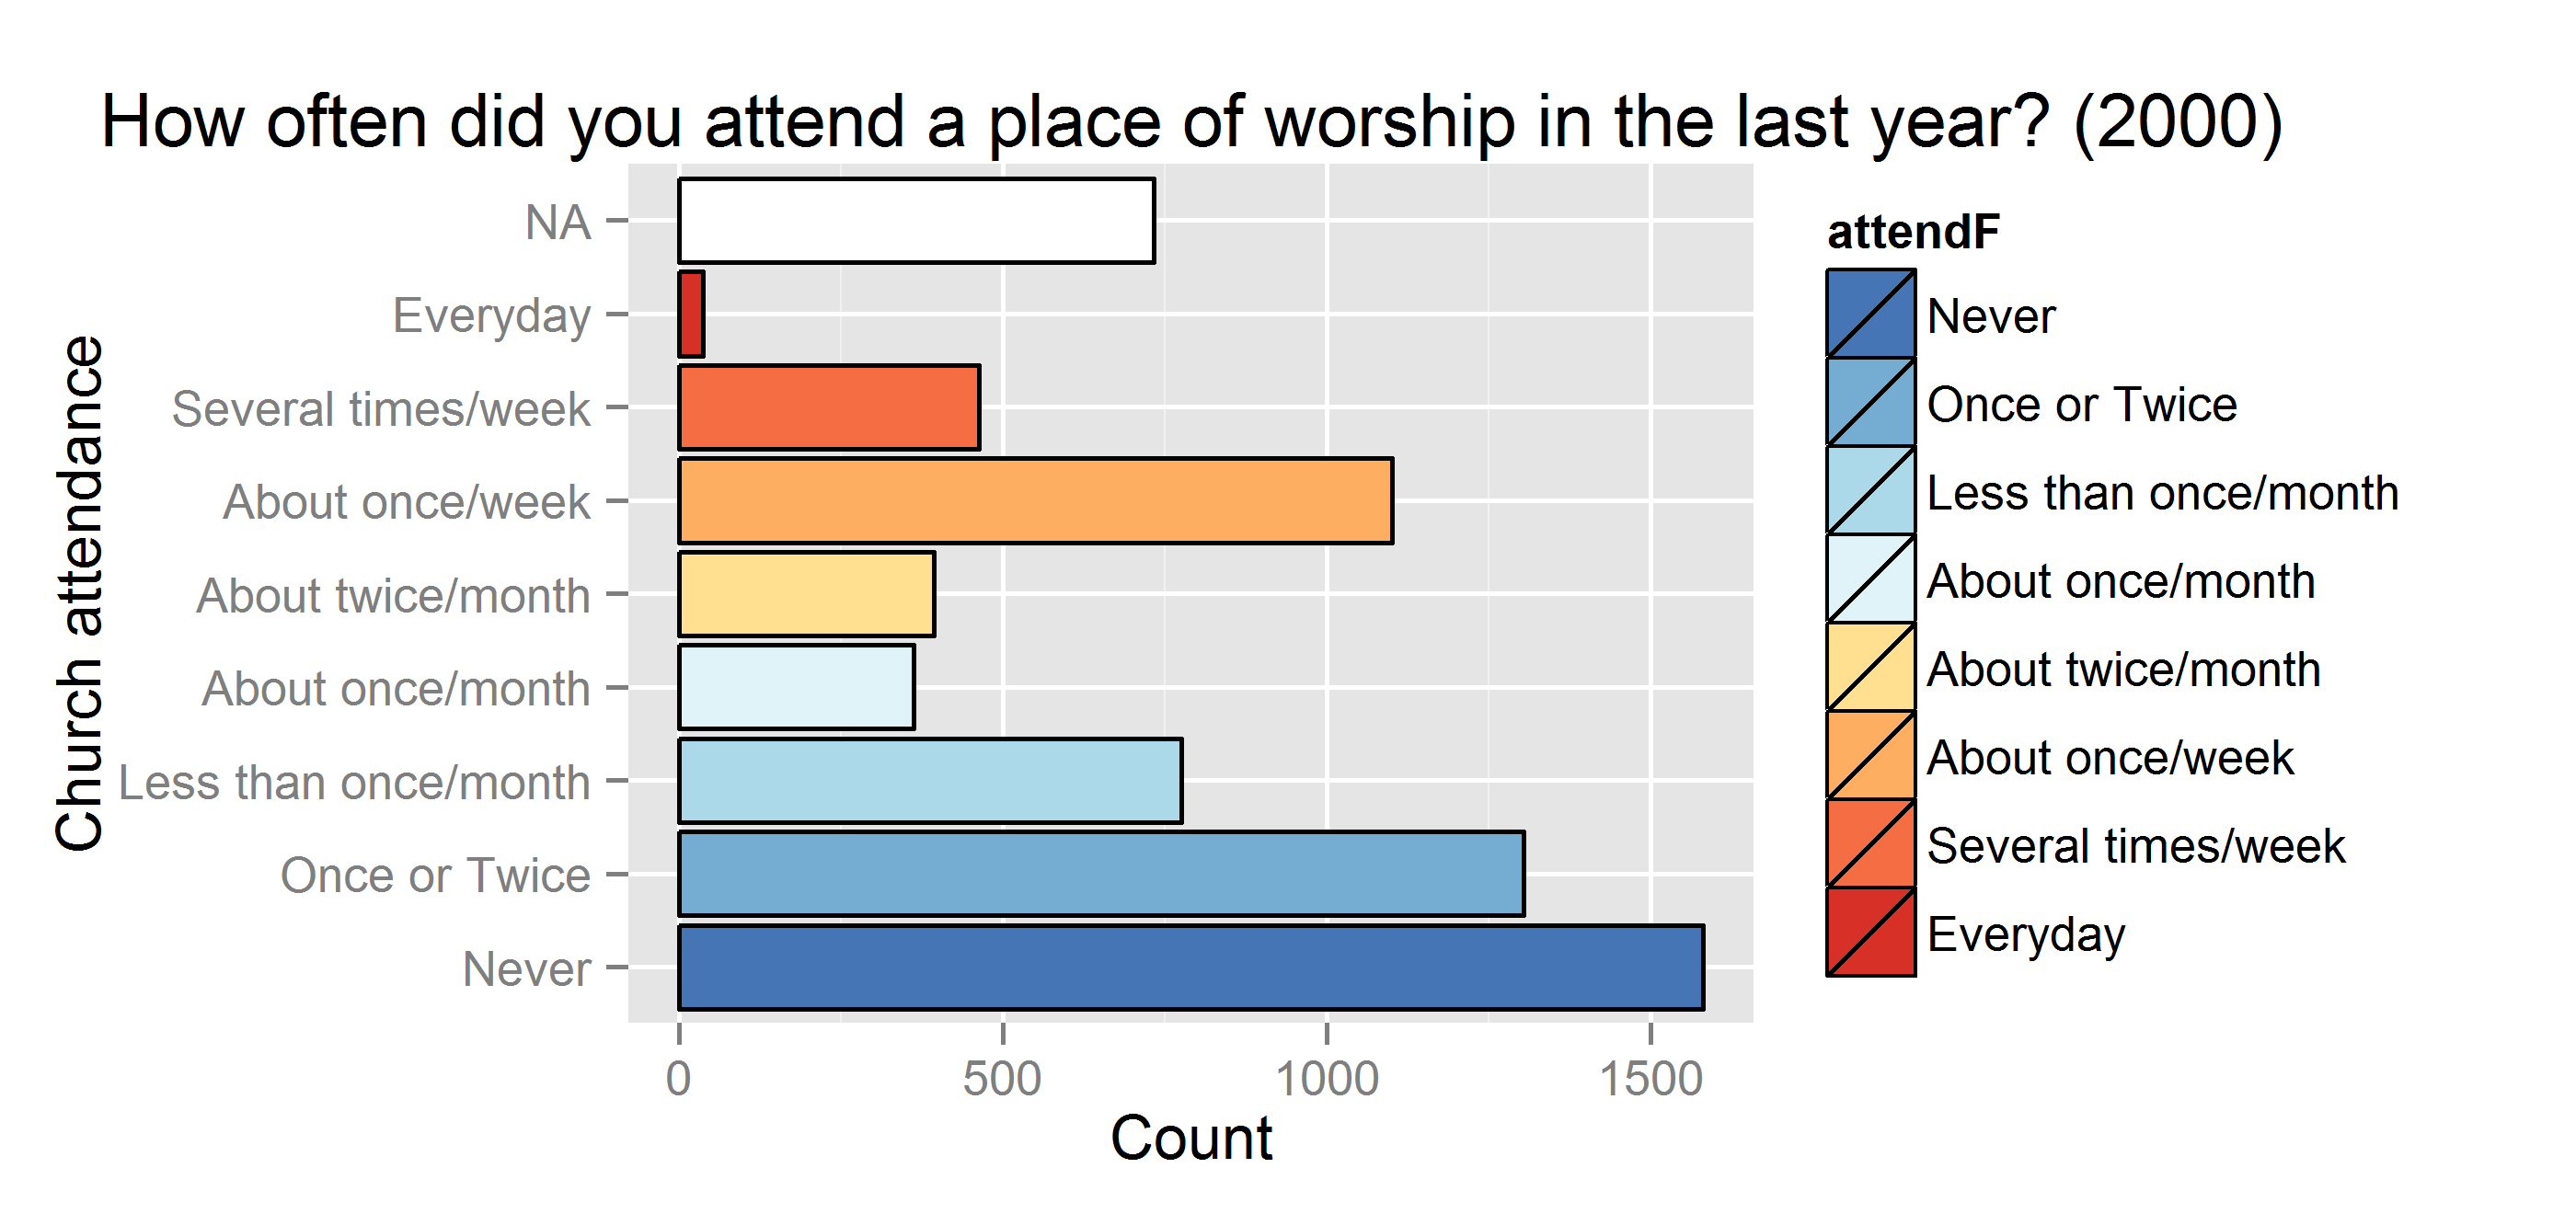 How often did you attend a place of worship in the last year? (2000)
Church attendance
NA
Everyday
Several times/week
About once/week
About twice/month
About once/month
Less than once/month
Once or Twice
Never
0 500 1000 1500
Count
attendF
Never
Once or Twice
Less than once/month
About once/month
About twice/month
About once/week
Several times/week
Everyday